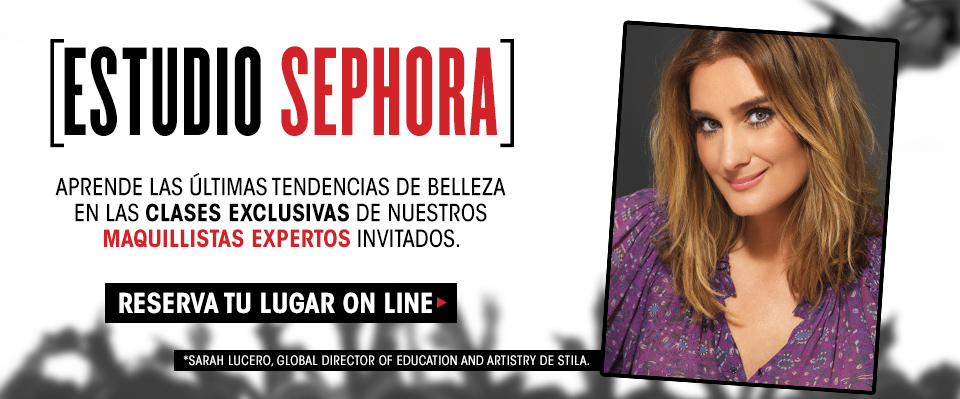 [ESTUDIO SEPHORA]
APRENDE LAS ÚLTIMAS TENDENCIAS DE BELLEZA
EN LAS CLASES EXCLUSIVAS DE NUESTROS
MAQUILLISTAS EXPERTOS INVITADOS.
RESERVA TU LUGAR ON LINE
*SARAH LUCERO, GLOBAL DIRECTOR OF EDUCATION AND ARTISTRY DE STILA.